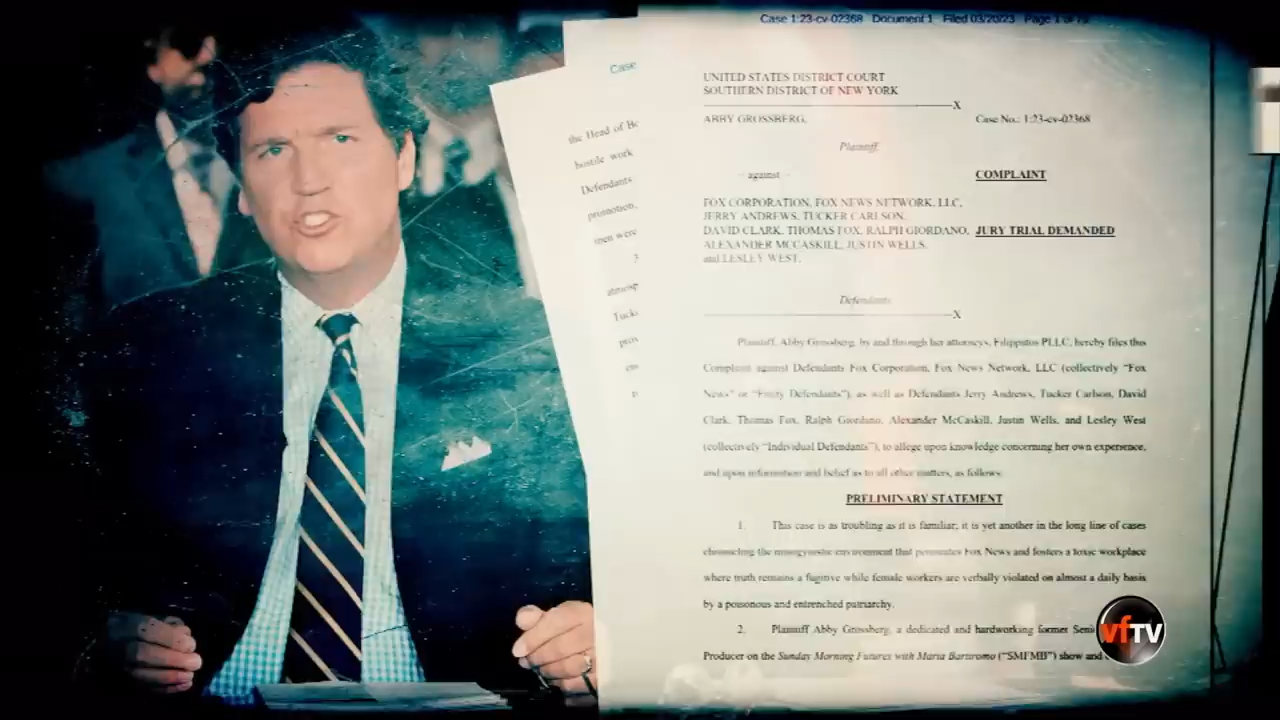 Case 1:23-cv-02368 Document 1 Filed 03/20/23 Page 1 of
Case
the Head of
hostile work
Defendants
promotion,
men were
UNITED STATES DISTRICT COURT
SOUTHERN DISTRICT OF NEW YORK
X
ABBY GROSSBERG,
Case No.: 1:23-cv-02368
Plaintiff,
- against -
COMPLAINT
FOX CORPORATION, FOX NEWS NETWORK, LLC,
JERRY ANDREWS, TUCKER CARLSON,
DAVID CLARK, THOMAS FOX, RALPH GIORDANO, JURY TRIAL DEMANDED
ALEXANDER MCCASKILL, JUSTIN WELLS,
and LESLEY WEST,
Defendants.
X
Plaintiff, Abby Grossberg, by and through her attorneys, Filippatos PLLC, hereby files this
Complaint against Defendants Fox Corporation, Fox News Network, LLC (collectively “Fox
News” or “Entity Defendants”), as well as Defendants Jerry Andrews, Tucker Carlson, David
Clark, Thomas Fox, Ralph Giordano, Alexander McCaskill, Justin Wells, and Lesley West
(collectively “Individual Defendants”), to allege upon knowledge concerning her own experience,
and upon information and belief as to all other matters, as follows:
PRELIMINARY STATEMENT
1. This case is as troubling as it is familiar; it is yet another in the long line of cases
chronicling the misogynistic environment that permeates Fox News and fosters a toxic workplace
where truth remains a fugitive while female workers are verbally violated on almost a daily basis
by a poisonous and entrenched patriarchy.
2. Plaintiff Abby Grossberg, a dedicated and hardworking former
Producer on the Sunday Morning Futures with Maria Bartiromo (“SMFMB”) show and
vfTV